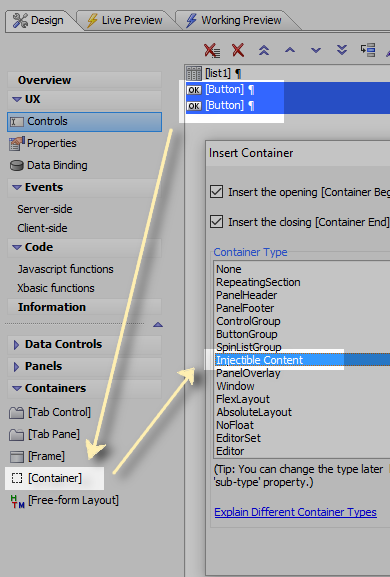 Design
Live Preview
Working Preview
Overview
UX
Controls
Properties
Data Binding
Events
Server-side
Client-side
Code
Javascript functions
Xbasic functions
Information
Data Controls
Panels
Containers
[Tab Control]
[Tab Pane]
[Frame]
[Container]
HTM [Free-form Layout]
[list1] ¶
OK [Button] ¶
OK [Button] ¶
Insert Container
Insert the opening [Container Beg
Insert the closing [Container End]
Container Type
None
RepeatingSection
PanelHeader
PanelFooter
ControlGroup
ButtonGroup
SpinListGroup
Injectible Content
PanelOverlay
Window
FlexLayout
AbsoluteLayout
NoFloat
EditorSet
Editor
(Tip: You can change the type later
'sub-type' property.)
Explain Different Container Types